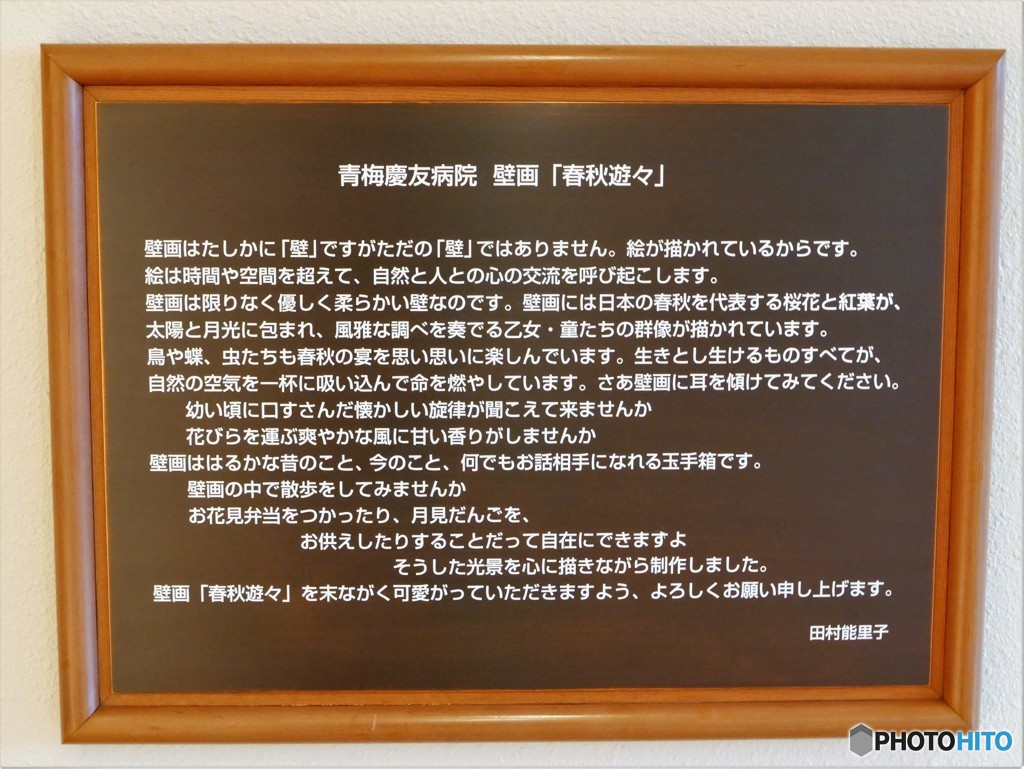 青梅慶友病院 壁画「春秋遊々」
壁画はたしかに「壁」ですがただの「壁」ではありません。絵が描かれているからです。
絵は時間や空間を超えて、自然と人との心の交流を呼び起こします。
壁画は限りなく優しく柔らかい壁なのです。壁画には日本の春秋を代表する桜花と紅葉が、
太陽と月光に包まれ、風雅な調べを奏でる乙女・童たちの群像が描かれています。
鳥や蝶、虫たちも春秋の宴を思い思いに楽しんでいます。生きとし生けるものすべてが、
自然の空気を一杯に吸い込んで命を燃やしています。さあ壁画に耳を傾けてみてください。
幼い頃に口すさんだ懐かしい旋律が聞こえて来ませんか
花びらを運ぶ爽やかな風に甘い香りがしませんか
壁画ははるかな昔のこと、今のこと、何でもお話相手になれる玉手箱です。
壁画の中で散歩をしてみませんか
お花見弁当をつかったり、月見だんごを、
お供えしたりすることだって自在にできますよ
そうした光景を心に描きながら制作しました。
壁画「春秋遊々」を末ながく可愛がっていただきますよう、よろしくお願い申し上げます。
田村能里子
PHOTOHITO